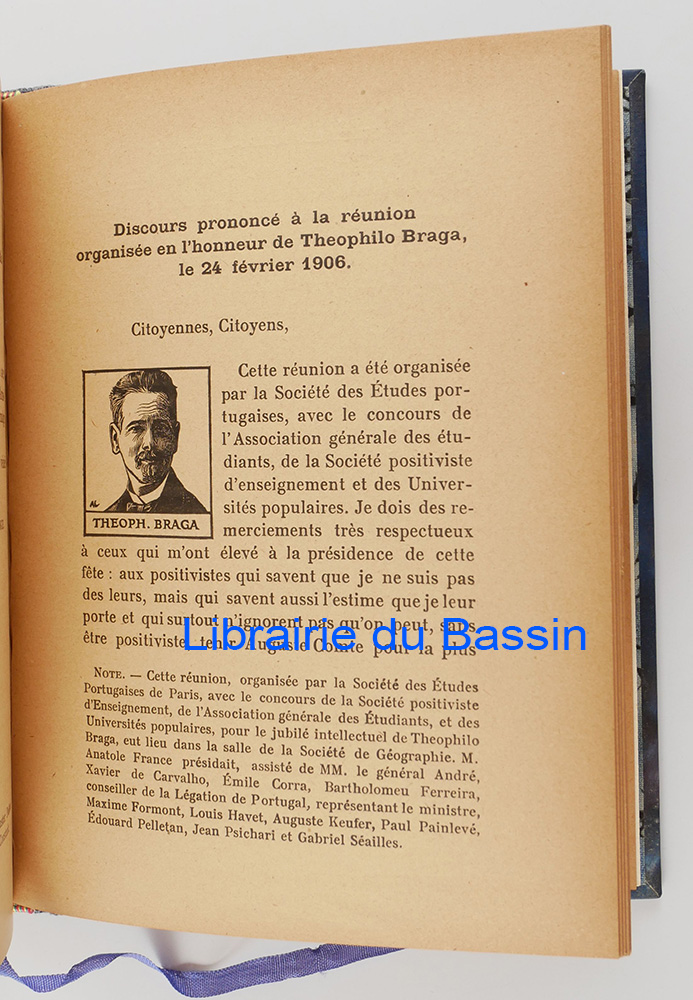 Discours prononcé à la réunion
organisée en l'honneur de Theophilo Braga,
le 24 février 1906.
Citoyennes, Citoyens,
Cette réunion a été organisée
par la Société des Études por-
tugaises, avec le concours de
l'Association générale des étu-
diants, de la Société positiviste
d'enseignement et des Univer-
sités populaires. Je dois des re-
merciements très respectueux
AL
THEOPH. BRAGA
à ceux qui m'ont élevé à la présidence de cette
fête : aux positivistes qui savent que je ne suis pas
des leurs, mais qui savent aussi l'estime que je leur
porte et qui surtout n'ignorent pas qu'on peut, sans
être positiviste, tenir Auguste Comte pour la plus
Librairie du Bassin
NOTE. — Cette réunion, organisée par la Société des Études
Portugaises de Paris, avec le concours de la Société positiviste
d'Enseignement, de l'Association générale des Étudiants, et des
Universités populaires, pour le jubilé intellectuel de Theophilo
Braga, eut lieu dans la salle de la Société de Géographie. M.
Anatole France présidait, assisté de MM. le général André,
Xavier de Carvalho, Émile Corra, Bartholomeu Ferreira,
conseiller de la Légation de Portugal, représentant le ministre,
Maxime Formont, Louis Havet, Auguste Keufer, Paul Painlevé,
Édouard Pelletan, Jean Psichari et Gabriel Séailles.